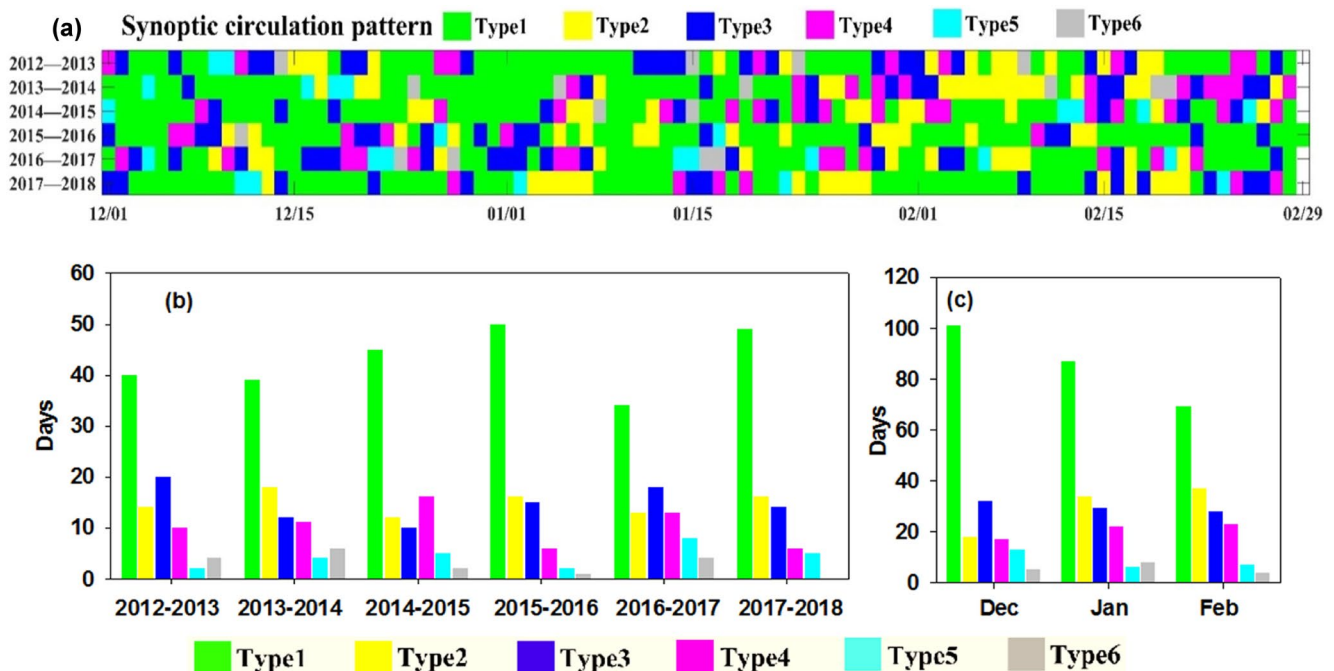 (a) Synoptic circulation pattern Type1 Type2 Type3 Type4 Type5 Type6
2012—2013
2013—2014
2014—2015
2015—2016
2016—2017
2017—2018
12/01 12/15 01/01 01/15 02/01 02/15 02/29
(b)
Days
60
50
40
30
20
10
0
2012-2013 2013-2014 2014-2015 2015-2016 2016-2017 2017-2018
(c)
Days
120
100
80
60
40
20
0
Dec Jan Feb
Type1 Type2 Type3 Type4 Type5 Type6